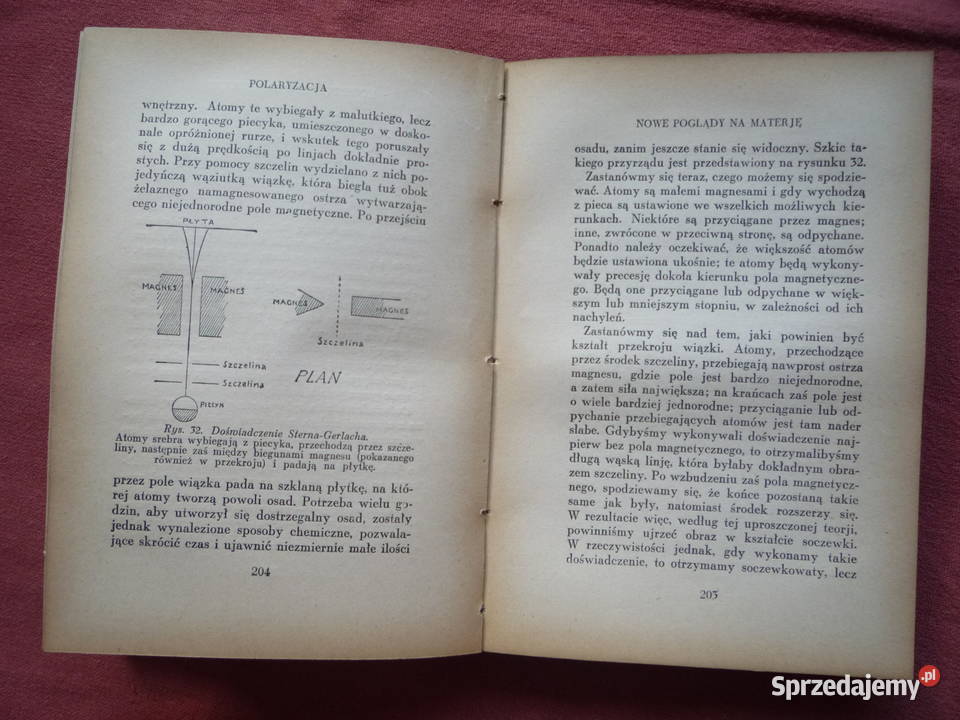 POLARYZACJA
wnętrzny. Atomy te wybiegały z malutkiego, lecz
bardzo gorącego piecyka, umieszczonego w dosko-
nale opróżnionej rurze, i wskutek tego poruszały
się z dużą prędkością po linjach dokładnie pro-
stych. Przy pomocy szczelin wydzielano z nich po-
jedyńczą wąziutką wiązkę, która biegła tuż obok
żelaznego namagnesowanego ostrza wytwarzają-
cego niejednorodne pole magnetyczne. Po przejściu
PŁYTA
MAGNES
MAGNES
MAGNES
MAGNES
Szczelina
Szczelina
Szczelina
PLAN
Piecyk
Rys. 32. Doświadczenie Sterna-Gerlacha.
Atomy srebra wybiegają z piecyka, przechodzą przez szcze-
liny, następnie zaś między biegunami magnesu (pokazanego
również w przekroju) i padają na płytkę.
przez pole wiązka pada na szklaną płytkę, na któ-
rej atomy tworzą powoli osad. Potrzeba wielu go-
dzin, aby utworzył się dostrzegalny osad, zostały
jednak wynalezione sposoby chemiczne, pozwala-
jące skrócić czas i ujawnić niezmiernie małe ilości
204
NOWE POGLĄDY NA MATERJĘ
osadu, zanim jeszcze stanie się widoczny. Szkic ta-
kiego przyrządu jest przedstawiony na rysunku 32.
Zastanówmy się teraz, czego możemy się spodzie-
wać. Atomy są małemi magnesami i gdy wychodzą
z pieca są ustawione we wszelkich możliwych kie-
runkach. Niektóre są przyciągane przez magnes;
inne, zwrócone w przeciwną stronę, są odpychane.
Ponadto należy oczekiwać, że większość atomów
będzie ustawiona ukośnie; te atomy będą wykony-
wały precesję dokoła kierunku pola magnetyczne-
go. Będą one przyciągane lub odpychane w więk-
szym lub mniejszym stopniu, w zależności od ich
nachyleń.
Zastanówmy się nad tem, jaki powinien być
kształt przekroju wiązki. Atomy, przechodzące
przez środek szczeliny, przebiegają nawprost ostrza
magnesu, gdzie pole jest bardzo niejednorodne,
a zatem siła największa; na krańcach zaś pole jest
o wiele bardziej jednorodne; przyciąganie lub od-
pychanie przebiegających atomów jest tam nader
słabe. Gdybyśmy wykonywali doświadczenie naj-
pierw bez pola magnetycznego, to otrzymalibyśmy
długą wąską linję, która byłaby dokładnym obra-
zem szczeliny. Po wzbudzeniu zaś pola magnetycz-
nego, spodziewamy się, że końce pozostaną takie
same jak były, natomiast środek rozszerzy się.
W rezultacie więc, według tej uproszczonej teorji,
powinniśmy ujrzeć obraz w kształcie soczewki.
W rzeczywistości jednak, gdy wykonamy takie
doświadczenie, to otrzymamy soczewkowaty, lecz
205
Sprzedajemy.pl